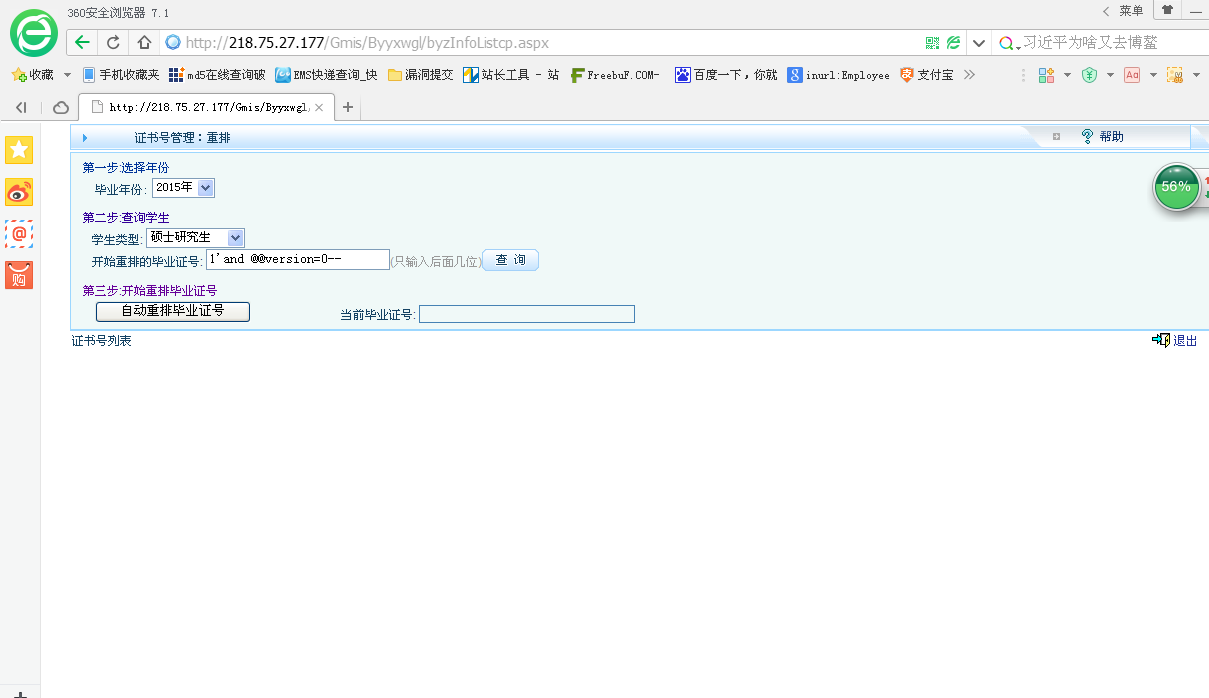 360安全浏览器 7.1
菜单
http://218.75.27.177/Gmis/Byyxwgl/byzInfoListcp.aspx
习近平为啥又去博鳌
收藏 手机收藏夹 md5在线查询破 EMS快递查询_快 漏洞提交 站长工具 - 站 FreebuF.COM- 百度一下，你就 inurl:Employee 支付宝
http://218.75.27.177/Gmis/Byyxwgl,
证书号管理：重排
帮助
第一步:选择年份
毕业年份: 2015年
56%
第二步:查询学生
学生类型: 硕士研究生
开始重排的毕业证号: 1'and @@version=0-- (只输入后面几位) 查 询
第三步:开始重排毕业证号
自动重排毕业证号 当前毕业证号:
证书号列表
退出
@
购